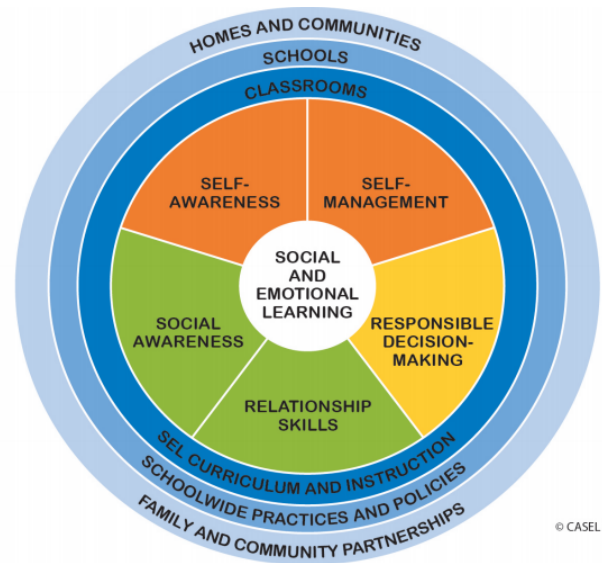 HOMES AND COMMUNITIES
SCHOOLS
CLASSROOMS
SELF-
AWARENESS
SELF-
MANAGEMENT
SOCIAL
AND
EMOTIONAL
LEARNING
SOCIAL
AWARENESS
RESPONSIBLE
DECISION-
MAKING
RELATIONSHIP
SKILLS
SEL CURRICULUM AND INSTRUCTION
SCHOOLWIDE PRACTICES AND POLICIES
FAMILY AND COMMUNITY PARTNERSHIPS
© CASEL